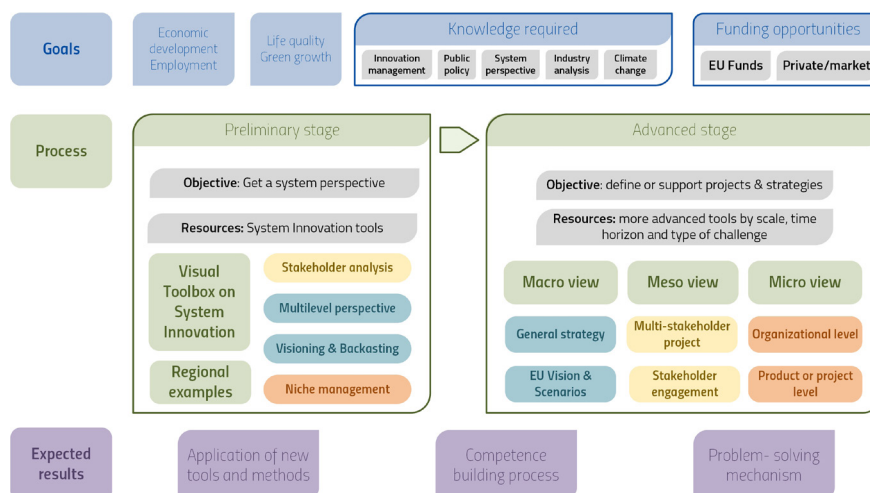 Goals
Economic
development
Employment
Life quality
Green growth
Knowledge required
Innovation
management
Public
policy
System
perspective
Industry
analysis
Climate
change
Funding opportunities
EU Funds
Private/market
Process
Preliminary stage
Objective: Get a system perspective
Resources: System Innovation tools
Visual
Toolbox on
System
Innovation
Regional
examples
Stakeholder analysis
Multilevel perspective
Visioning & Backasting
Niche management
Advanced stage
Objective: define or support projects & strategies
Resources: more advanced tools by scale, time
horizon and type of challenge
Macro view
Meso view
Micro view
General strategy
Multi-stakeholder
project
Organizational level
EU Vision &
Scenarios
Stakeholder
engagement
Product or project
level
Expected
results
Application of new
tools and methods
Competence
building process
Problem- solving
mechanism